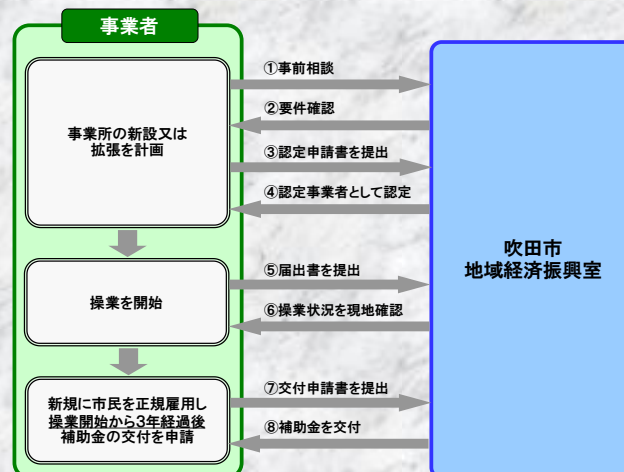 事業者
事業所の新設又は
拡張を計画
①事前相談
②要件確認
③認定申請書を提出
④認定事業者として認定
操業を開始
⑤届出書を提出
⑥操業状況を現地確認
新規に市民を正規雇用し
操業開始から3年経過後
補助金の交付を申請
⑦交付申請書を提出
⑧補助金を交付
吹田市
地域経済振興室